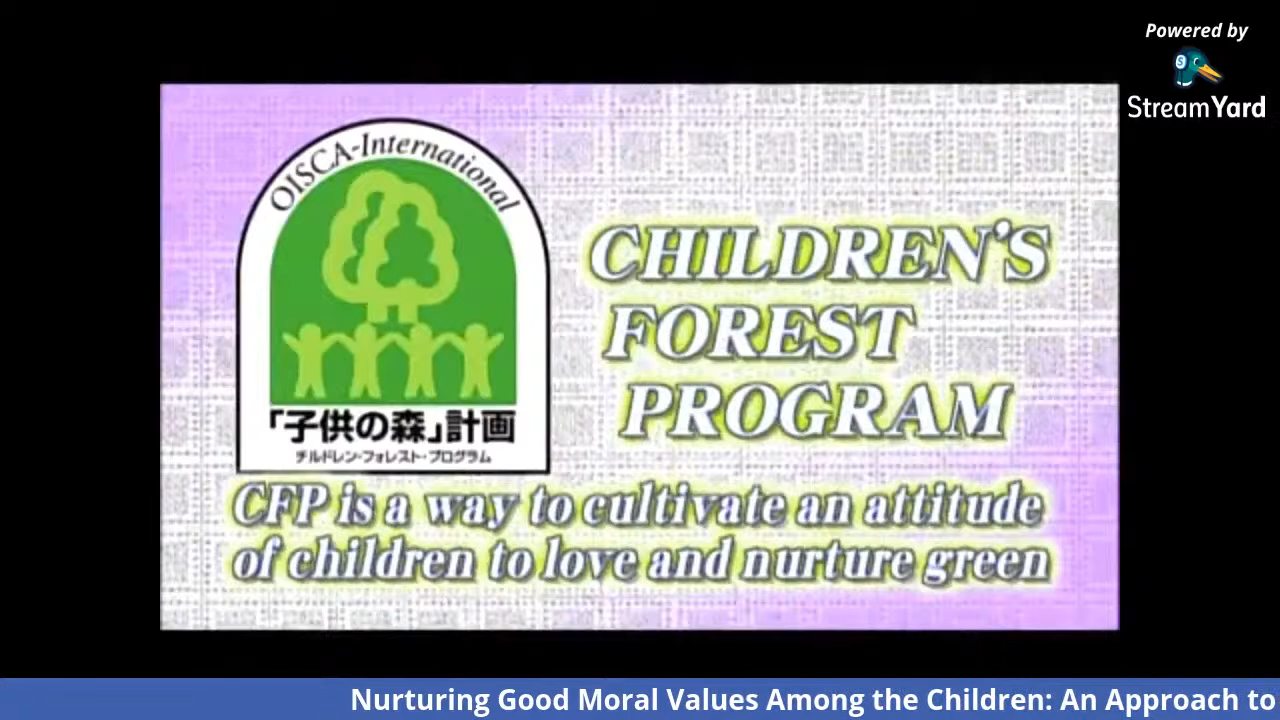 Powered by
StreamYard
OISCA-International
CHILDREN'S
FOREST
PROGRAM
「子供の森」計画
チルドレン・フォレスト・プログラム
CFP is a way to cultivate an attitude
of children to love and nurture green
Nurturing Good Moral Values Among the Children: An Approach to